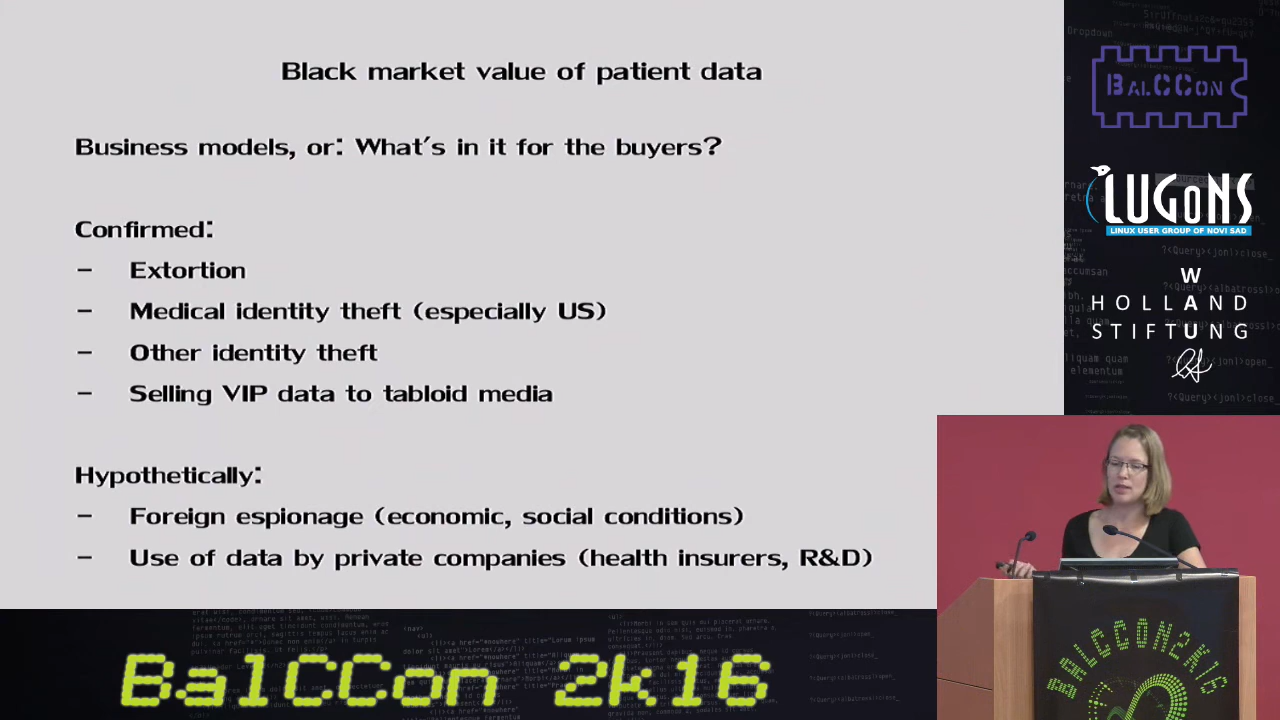 Black market value of patient data
Business models, or: What's in it for the buyers?
Confirmed:
- Extortion
- Medical identity theft (especially US)
- Other identity theft
- Selling VIP data to tabloid media
Hypothetically:
- Foreign espionage (economic, social conditions)
- Use of data by private companies (health insurers, R&D)
BALCCON
LUGONS
LINUX USER GROUP OF NOVI SAD
W
HOLLAND
STIFTUNG
BALCCON2K16
BalCCon 2k16